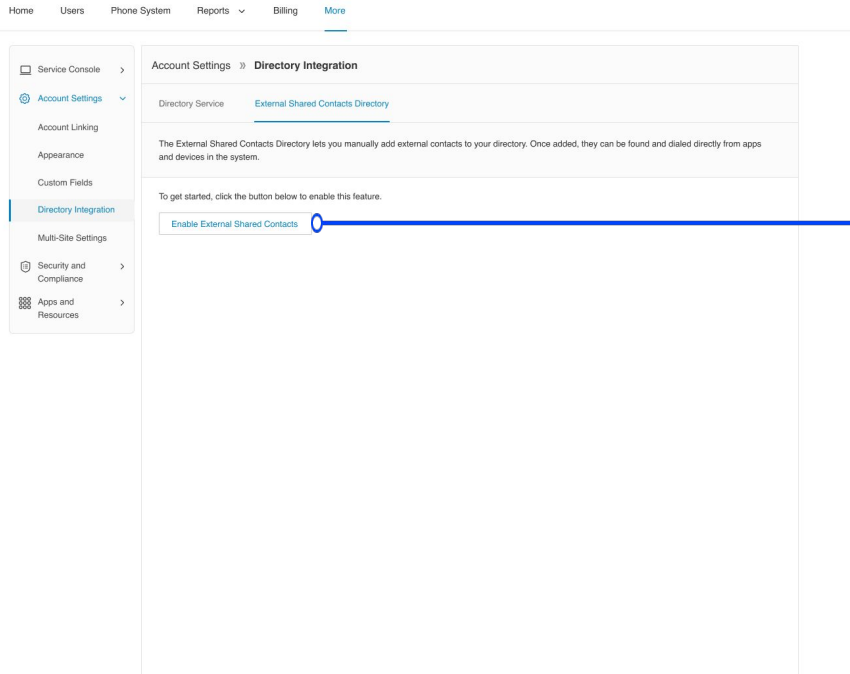 Home Users Phone System Reports Billing More
Service Console
Account Settings
Account Linking
Appearance
Custom Fields
Directory Integration
Multi-Site Settings
Security and
Compliance
Apps and
Resources
Account Settings » Directory Integration
Directory Service External Shared Contacts Directory
The External Shared Contacts Directory lets you manually add external contacts to your directory. Once added, they can be found and dialed directly from apps
and devices in the system.
To get started, click the button below to enable this feature.
Enable External Shared Contacts